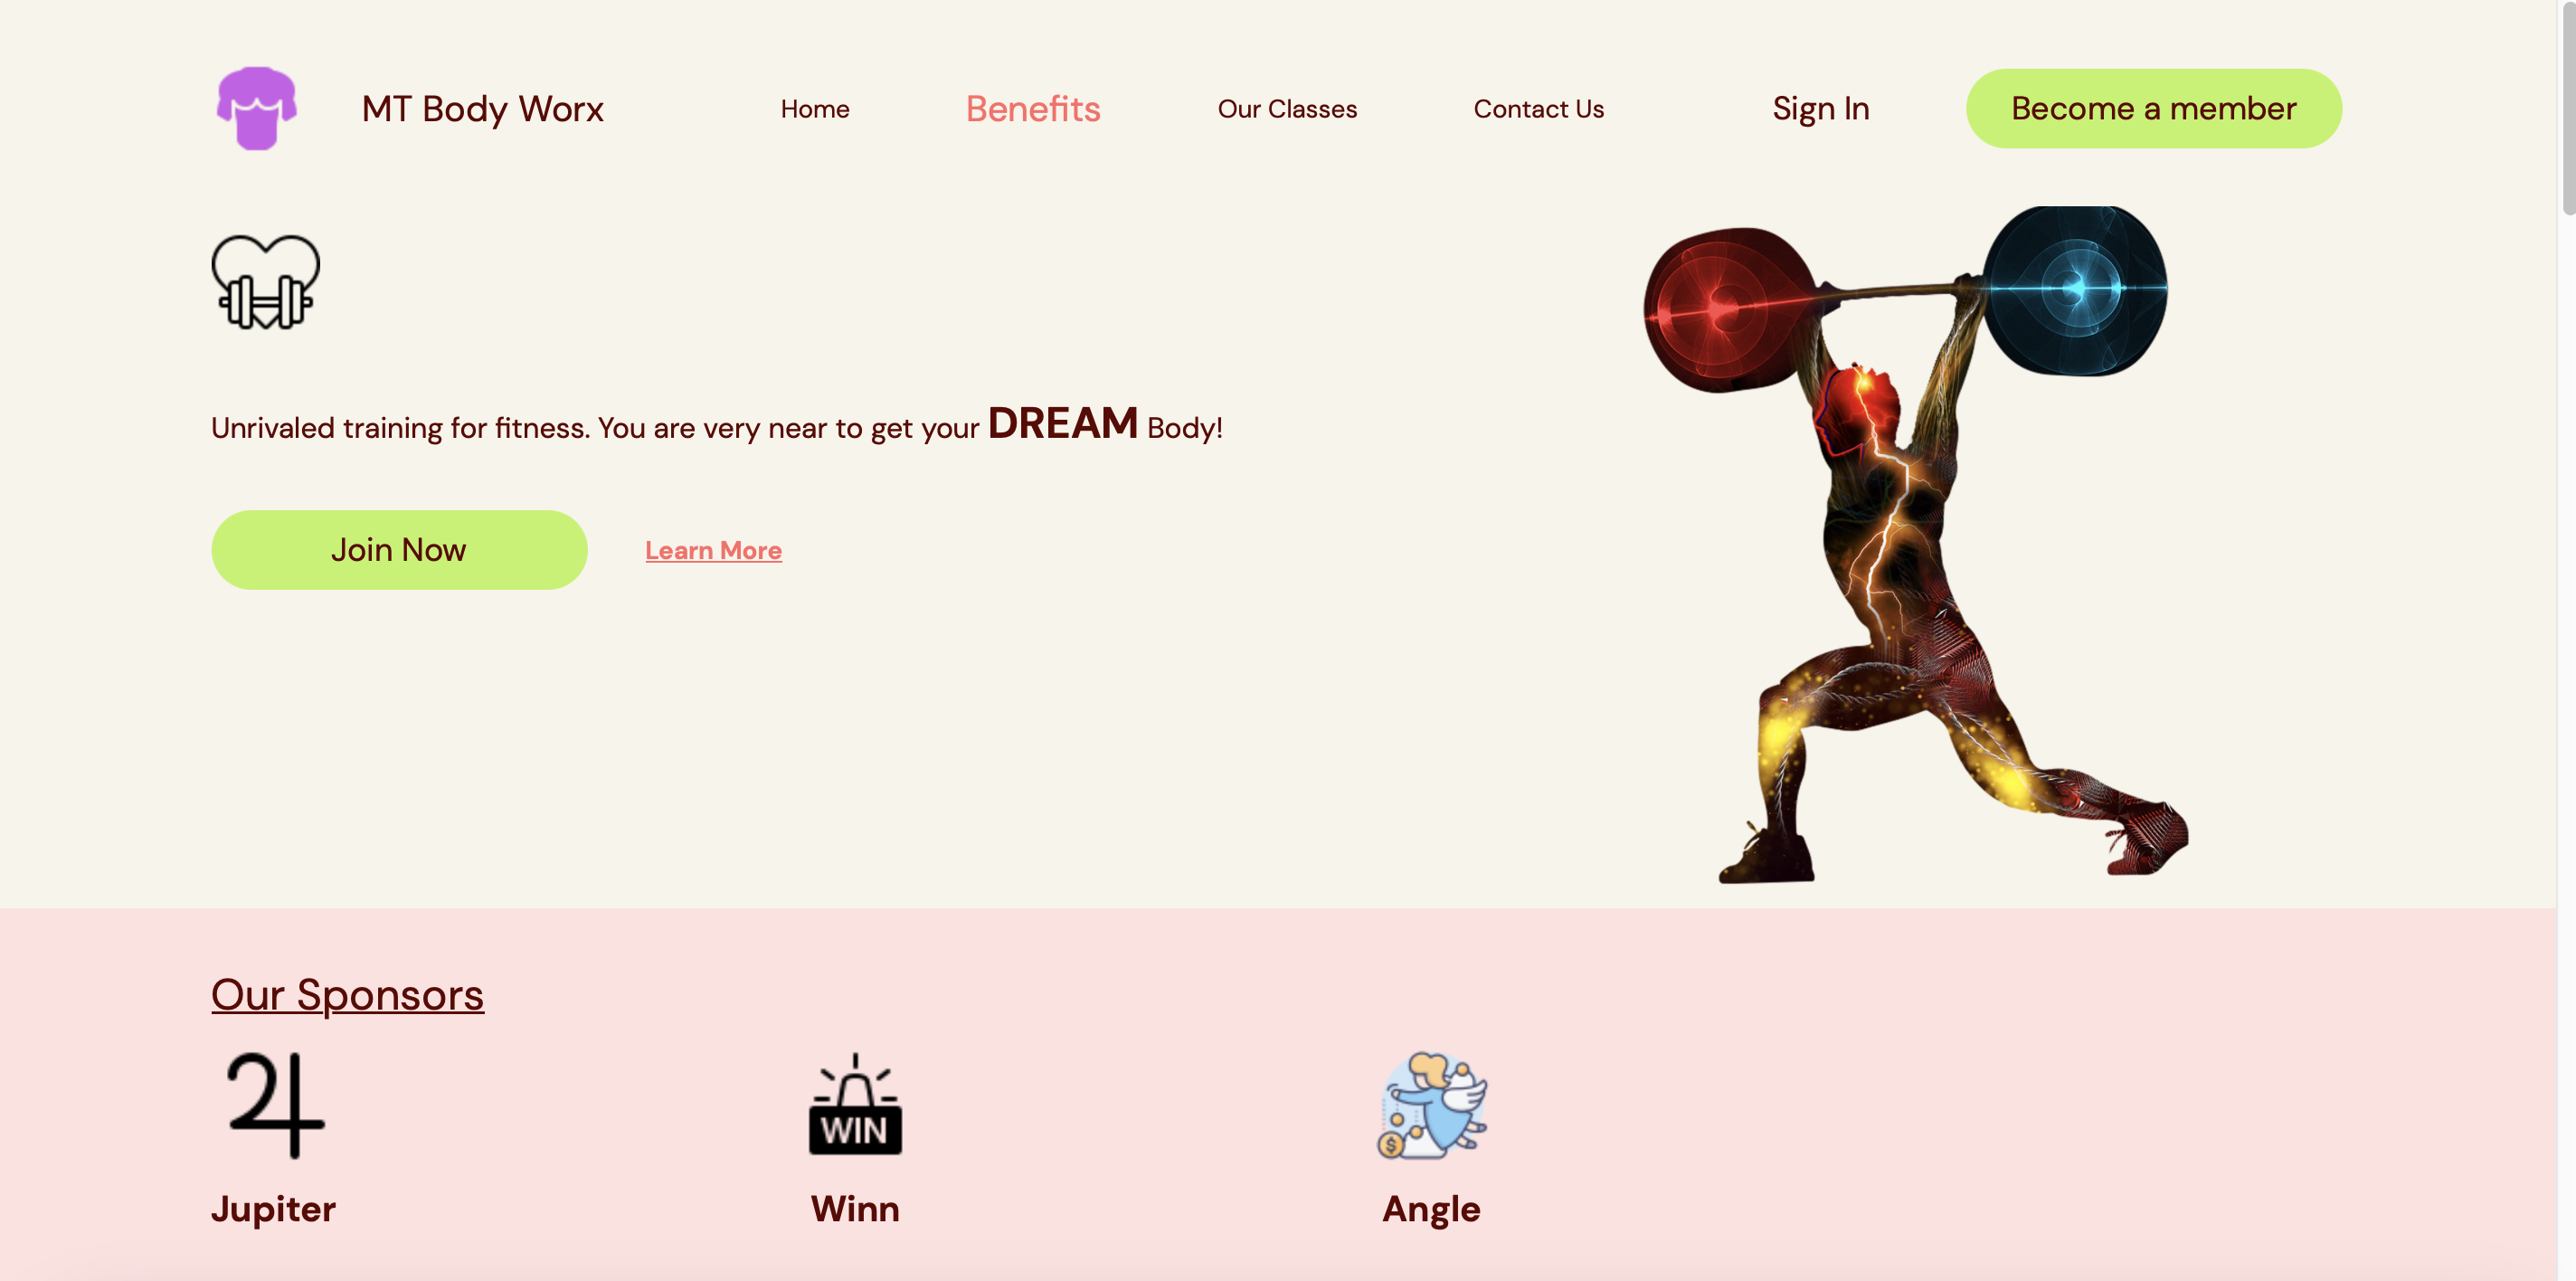 MT Body Worx
Home
Benefits
Our Classes
Contact Us
Sign In
Become a member
Unrivaled training for fitness. You are very near to get your DREAM Body!
Join Now
Learn More
Our Sponsors
WIN
$
Jupiter
Winn
Angle